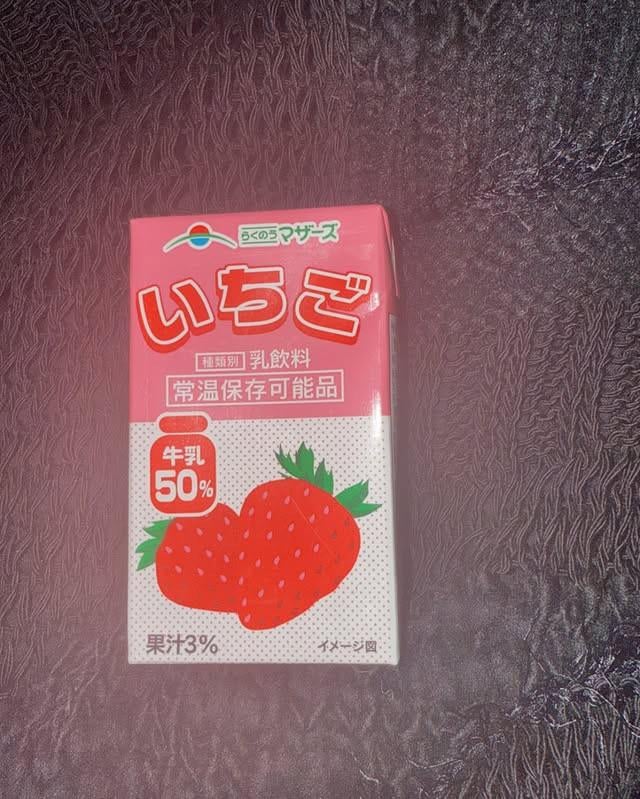 らくのうマザーズ
いちご
種類別 乳飲料
常温保存可能品
牛乳
50%
果汁3%
イメージ図